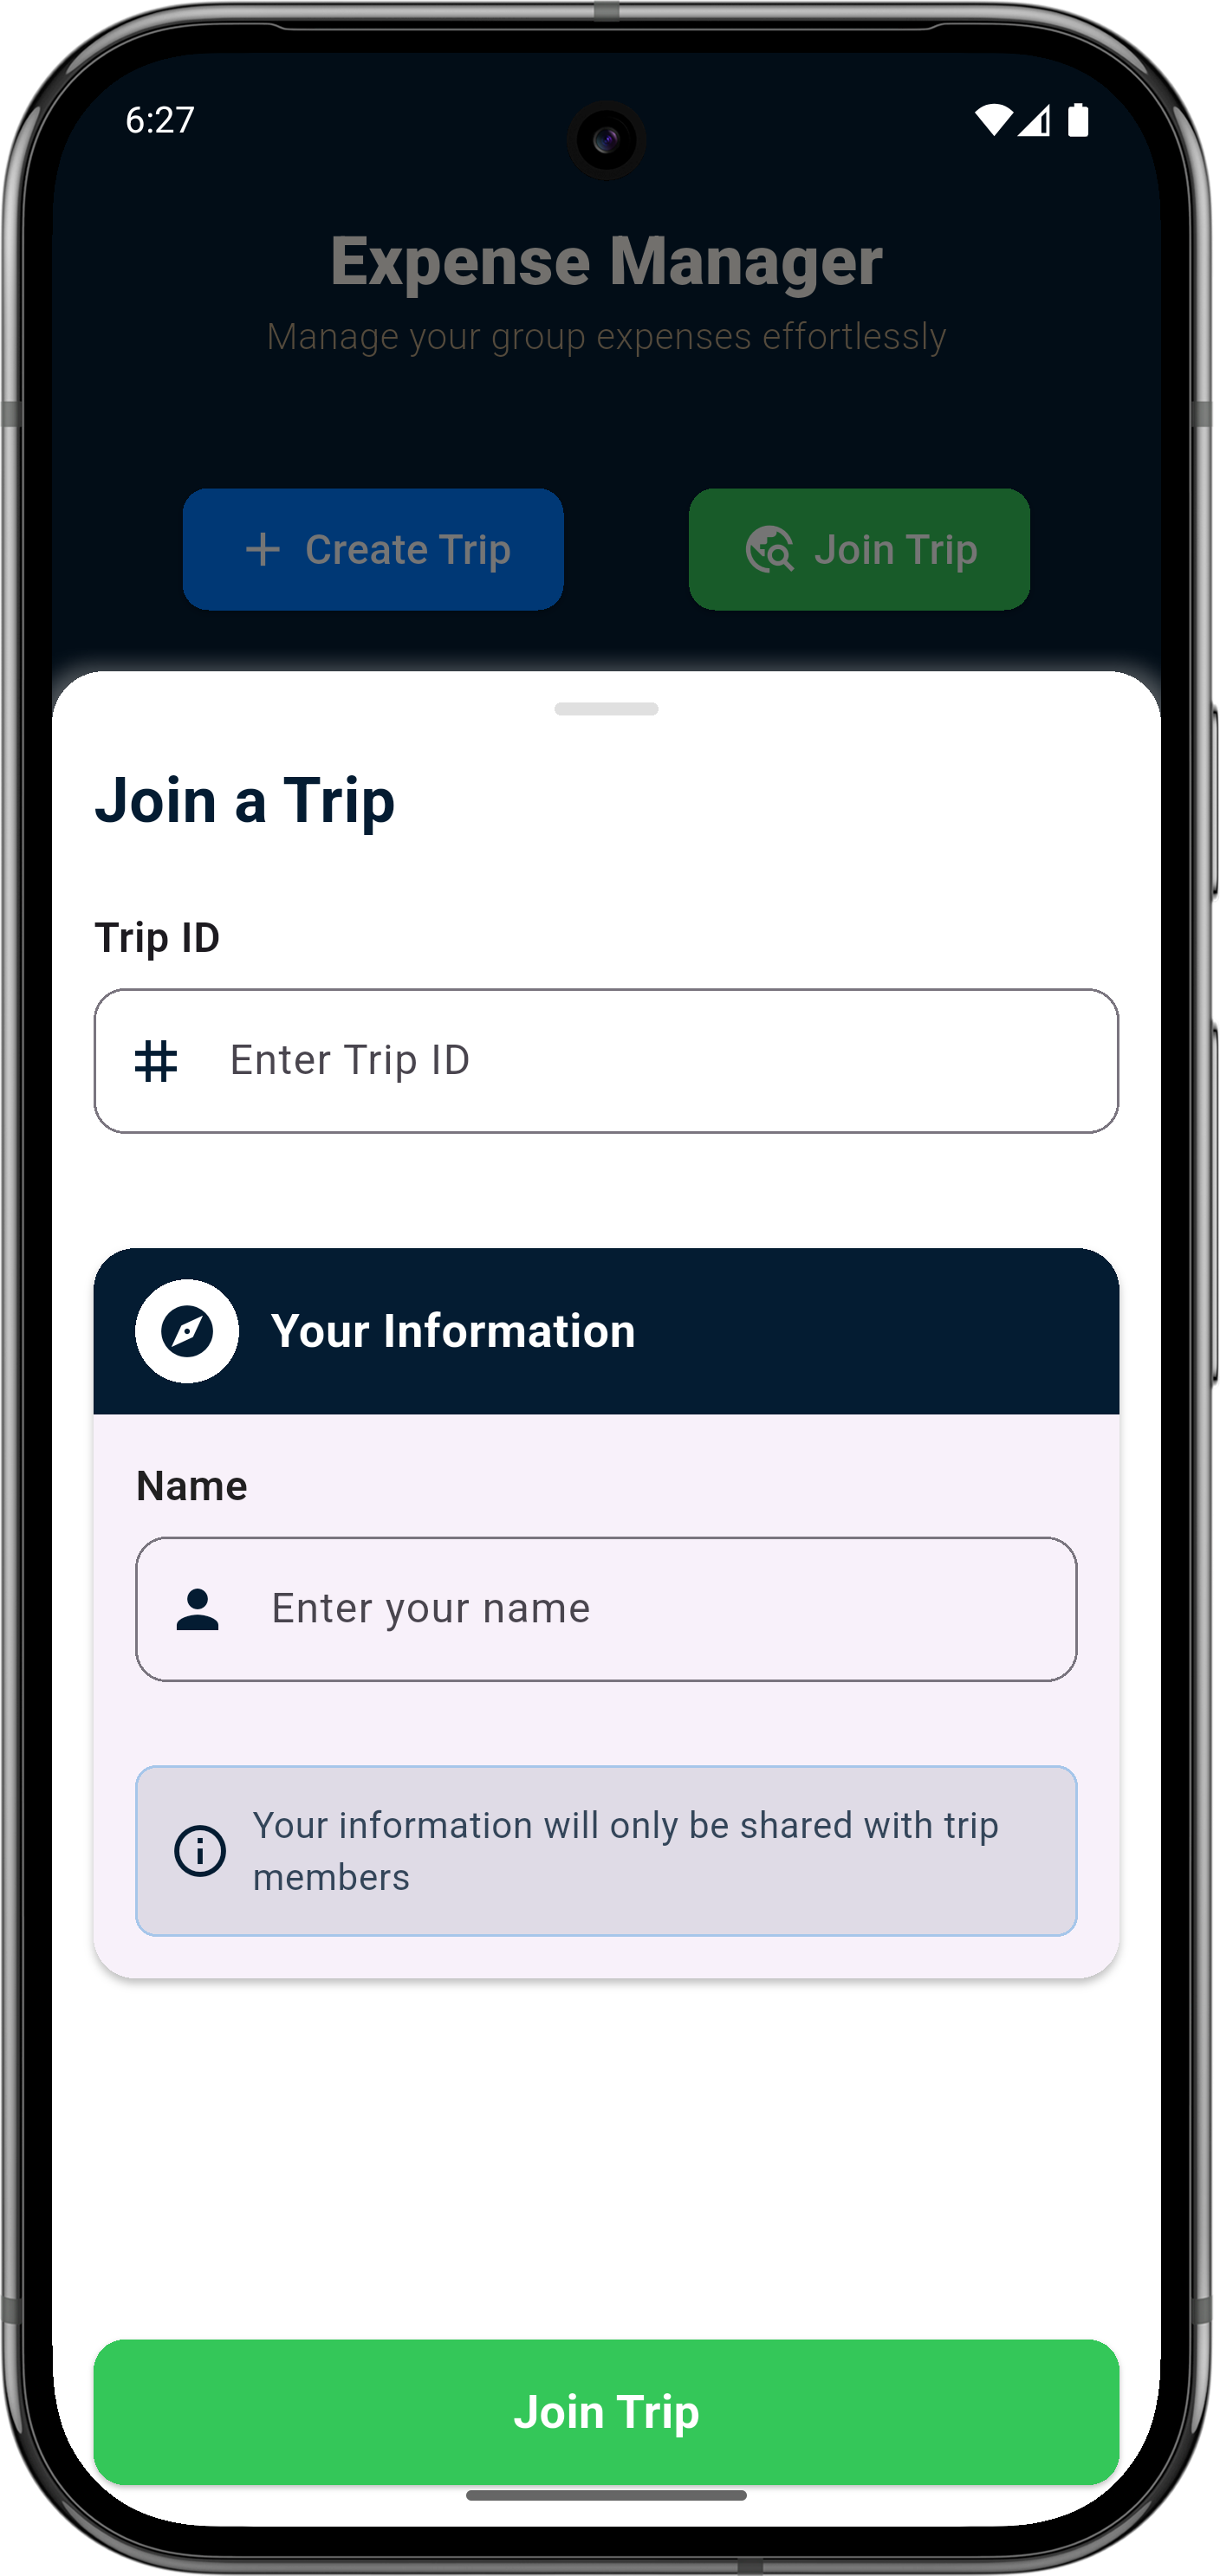 6:27
Expense Manager
Manage your group expenses effortlessly
Create Trip
Join Trip
Join a Trip
Trip ID
Enter Trip ID
Your Information
Name
Enter your name
Your information will only be shared with trip
members
Join Trip